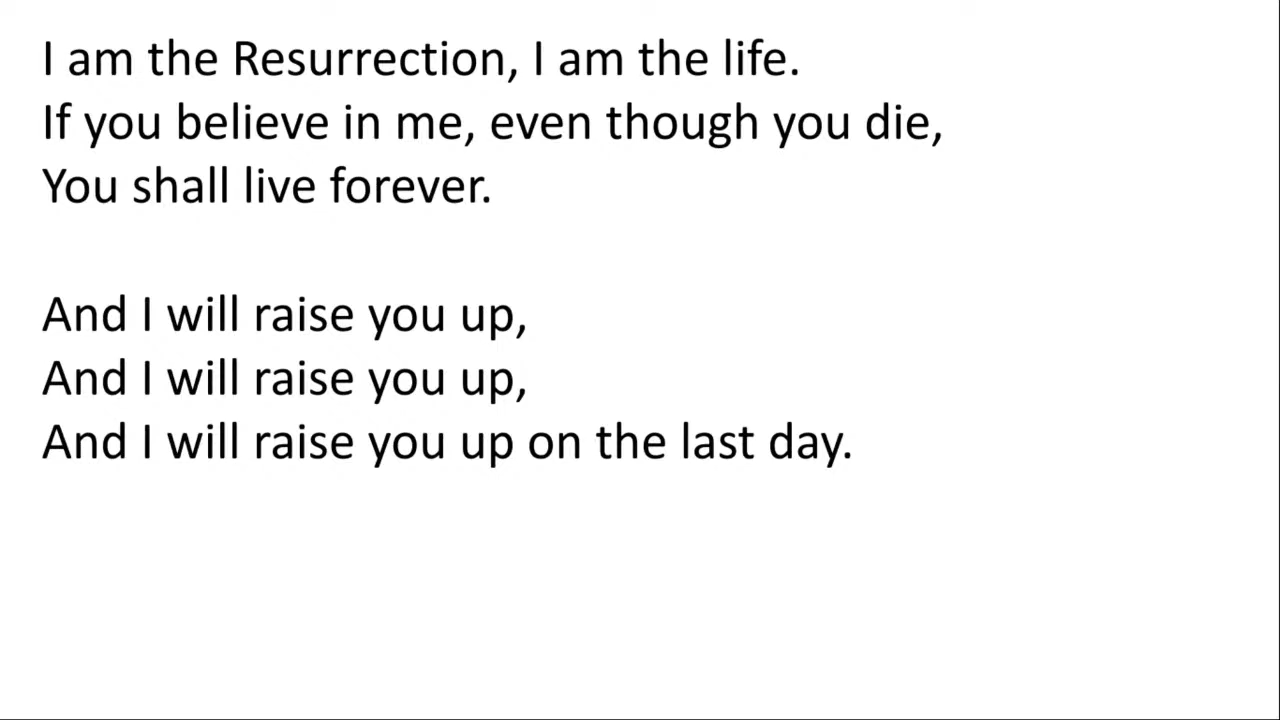 I am the Resurrection, I am the life.
If you believe in me, even though you die,
You shall live forever.
And I will raise you up,
And I will raise you up,
And I will raise you up on the last day.